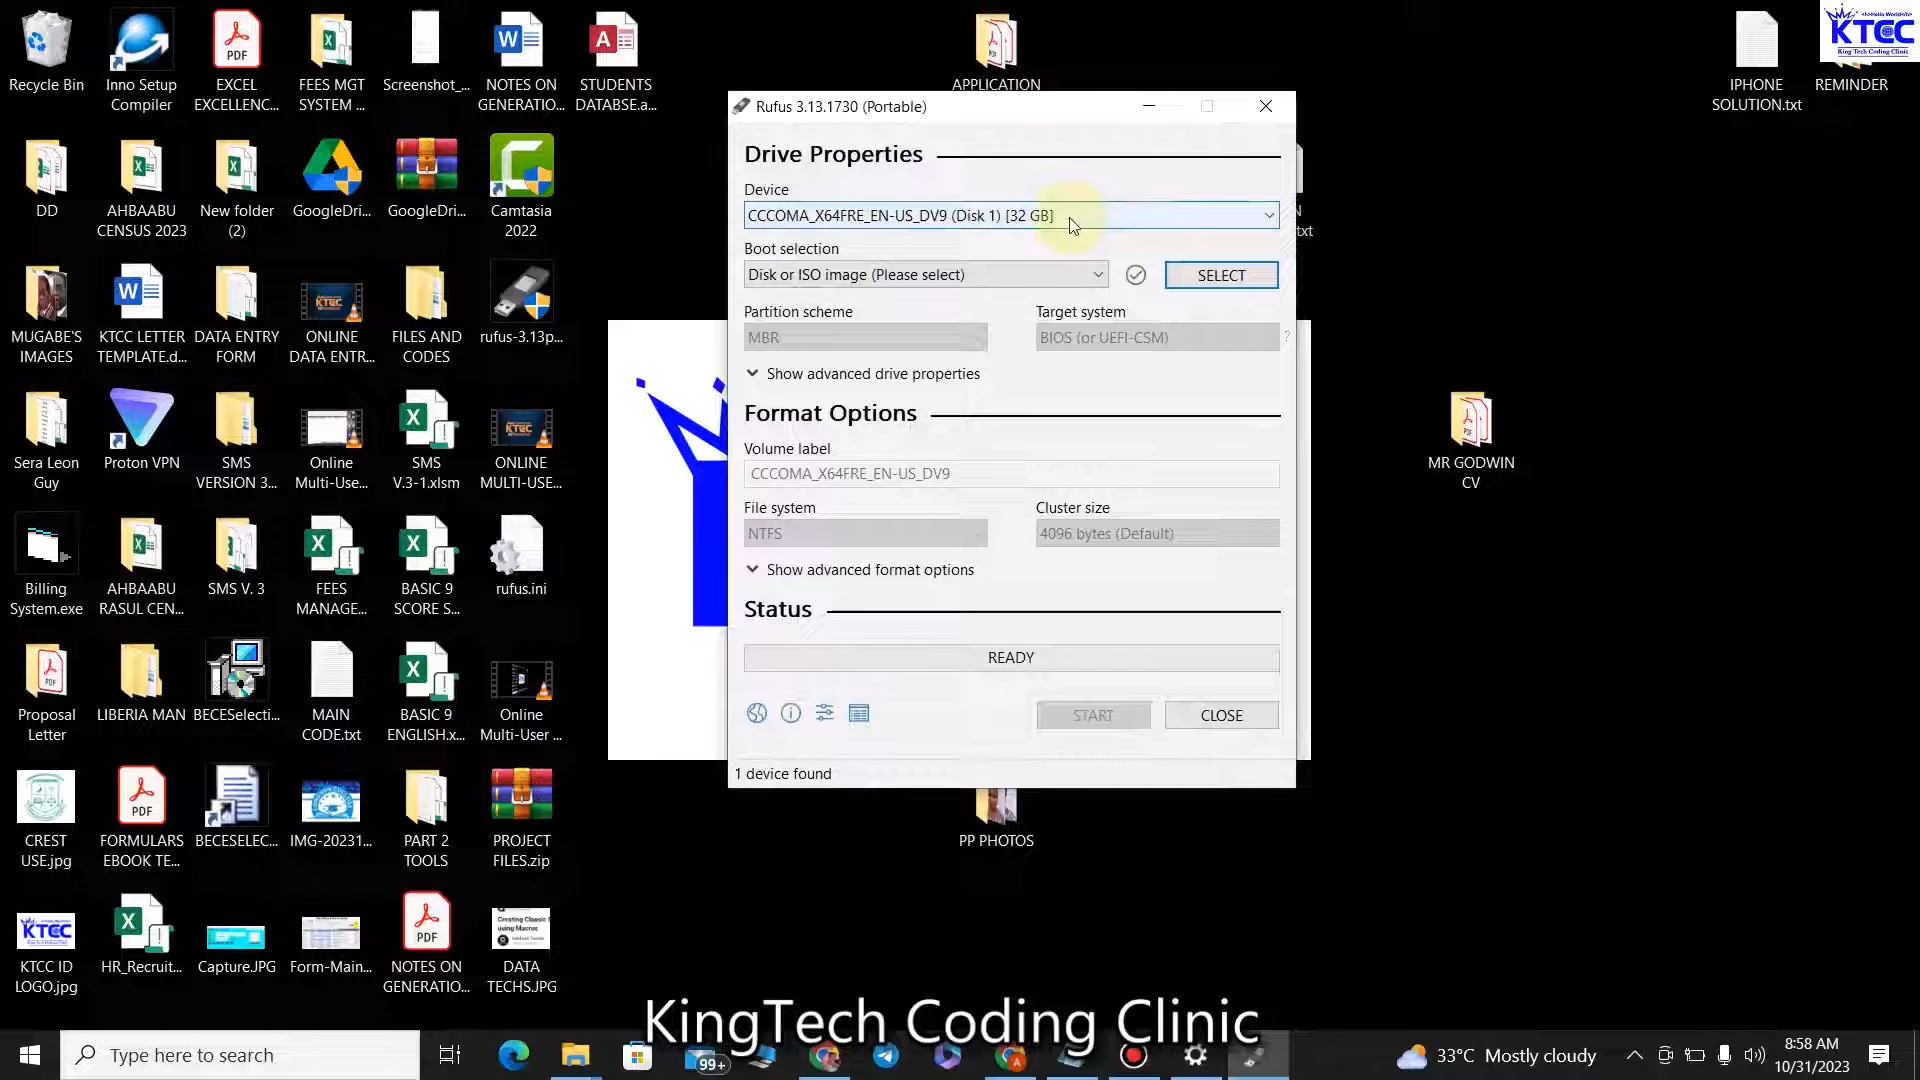 Recycle Bin
Inno Setup
Compiler
EXCEL
EXCELLENC...
FEES MGT
SYSTEM ...
Screenshot_...
NOTES ON
GENERATIO...
STUDENTS
DATABSE.a...
APPLICATION
IPHONE
SOLUTION.txt
REMINDER
KTCC
King Tech Coding Clinic
DD
AHBAABU
CENSUS 2023
New folder
(2)
GoogleDri...
GoogleDri...
Camtasia
2022
MUGABE'S
IMAGES
KTCC LETTER
TEMPLATE.d...
DATA ENTRY
FORM
ONLINE
DATA ENTR...
FILES AND
CODES
rufus-3.13p...
Sera Leon
Guy
Proton VPN
SMS
VERSION 3...
Online
Multi-Use...
SMS
V.3-1.xlsm
ONLINE
MULTI-USE...
MR GODWIN
CV
Billing
System.exe
AHBAABU
RASUL CEN...
SMS V. 3
FEES
MANAGE...
BASIC 9
SCORE S...
rufus.ini
Proposal
Letter
LIBERIA MAN
BECESelecti...
MAIN
CODE.txt
BASIC 9
ENGLISH.x...
Online
Multi-User ...
CREST
USE.jpg
FORMULARS
EBOOK TE...
BECESELEC...
IMG-20231...
PART 2
TOOLS
PROJECT
FILES.zip
PP PHOTOS
KTCC ID
LOGO.jpg
HR_Recruit...
Capture.JPG
Form-Main...
NOTES ON
GENERATIO...
DATA
TECHS.JPG
Rufus 3.13.1730 (Portable)
Drive Properties
Device
CCCOMA_X64FRE_EN-US_DV9 (Disk 1) [32 GB]
Boot selection
Disk or ISO image (Please select)
SELECT
Partition scheme
Target system
MBR
BIOS (or UEFI-CSM)
?
Show advanced drive properties
Format Options
Volume label
CCCOMA_X64FRE_EN-US_DV9
File system
Cluster size
NTFS
4096 bytes (Default)
Show advanced format options
Status
READY
START
CLOSE
1 device found
KingTech Coding Clinic
Type here to search
99+
33°C Mostly cloudy
8:58 AM
10/31/2023